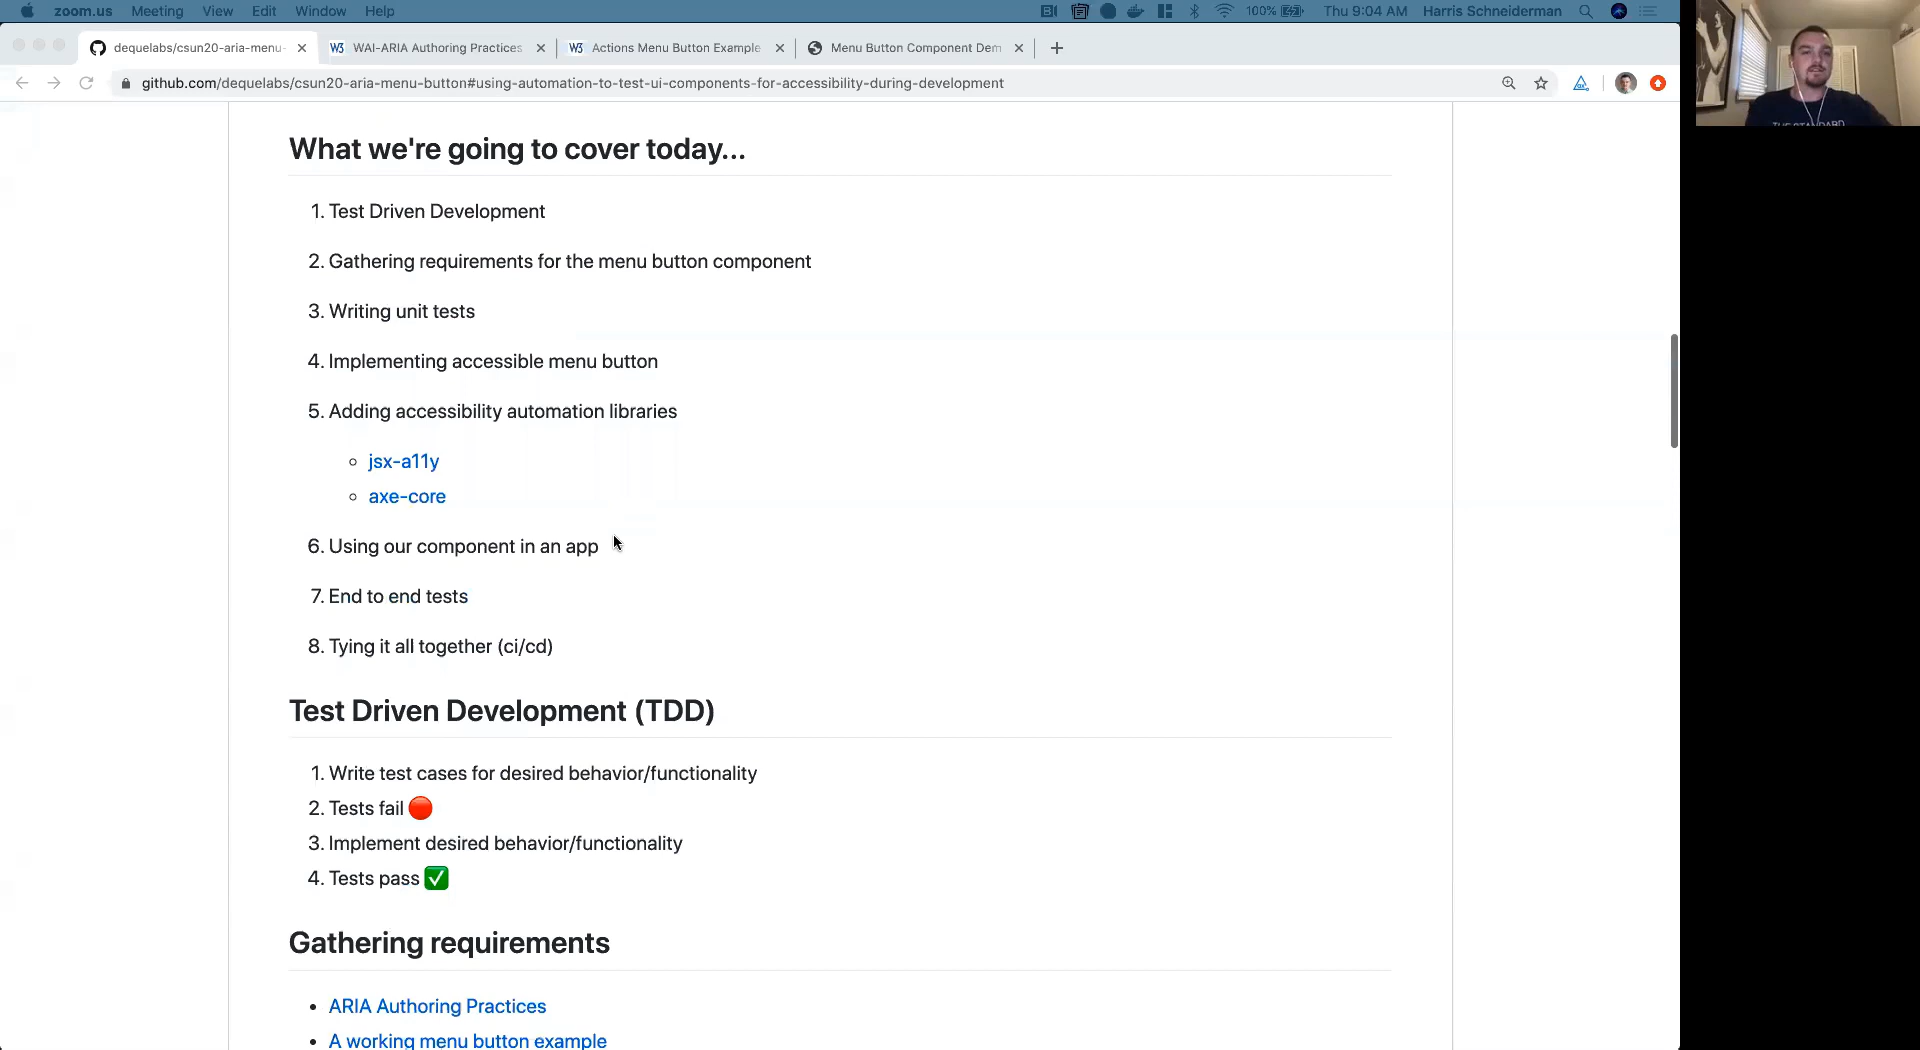 zoom.us Meeting View Edit Window Help 100% Thu 9:04 AM Harris Schneiderman
dequelabs/csun20-aria-menu- WAI-ARIA Authoring Practices Actions Menu Button Example Menu Button Component Dem
github.com/dequelabs/csun20-aria-menu-button#using-automation-to-test-ui-components-for-accessibility-during-development
What we're going to cover today...
1. Test Driven Development
2. Gathering requirements for the menu button component
3. Writing unit tests
4. Implementing accessible menu button
5. Adding accessibility automation libraries
jsx-a11y
axe-core
6. Using our component in an app
7. End to end tests
8. Tying it all together (ci/cd)
Test Driven Development (TDD)
1. Write test cases for desired behavior/functionality
2. Tests fail 🔴
3. Implement desired behavior/functionality
4. Tests pass ✅
Gathering requirements
• ARIA Authoring Practices
• A working menu button example